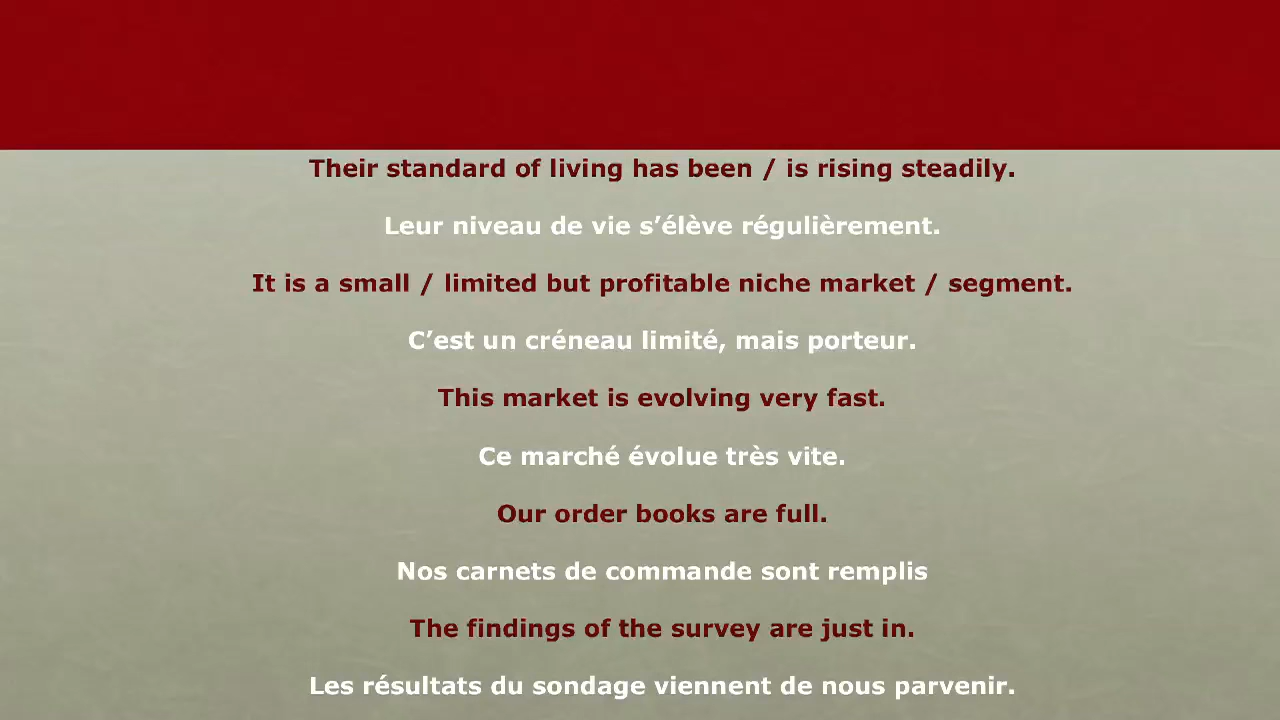 Their standard of living has been / is rising steadily.
Leur niveau de vie s’élève régulièrement.
It is a small / limited but profitable niche market / segment.
C’est un créneau limité, mais porteur.
This market is evolving very fast.
Ce marché évolue très vite.
Our order books are full.
Nos carnets de commande sont remplis
The findings of the survey are just in.
Les résultats du sondage viennent de nous parvenir.